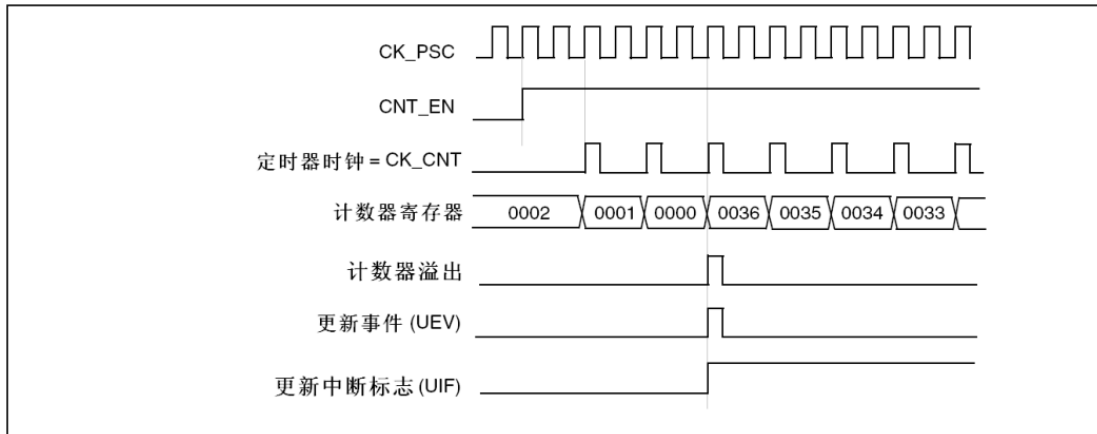 CK_PSC
CNT_EN
定时器时钟 = CK_CNT
计数器寄存器 0002 0001 0000 0036 0035 0034 0033
计数器溢出
更新事件 (UEV)
更新中断标志 (UIF)